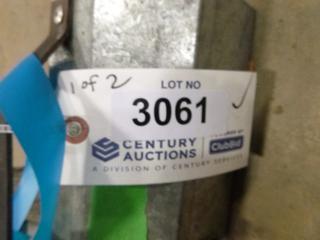 1 of 2
LOT NO
3061
CENTURY
AUCTIONS
ClubBid
A DIVISION OF CENTURY SERVICES